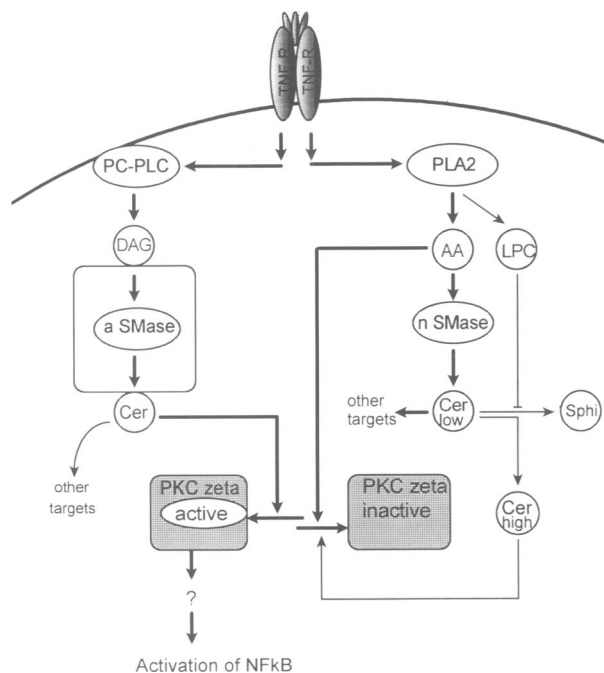 TNF-R
TNF-R
PC-PLC
PLA2
DAG
AA
LPC
a SMase
n SMase
Cer
other
targets
Cer
low
Sphi
other
targets
PKC zeta
active
PKC zeta
inactive
Cer
high
?
Activation of NFkB